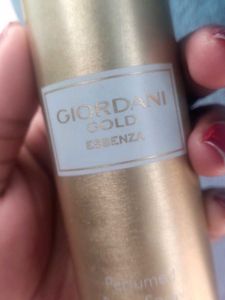 GIORDANI
GOLD
ESSENZA
Perfumed